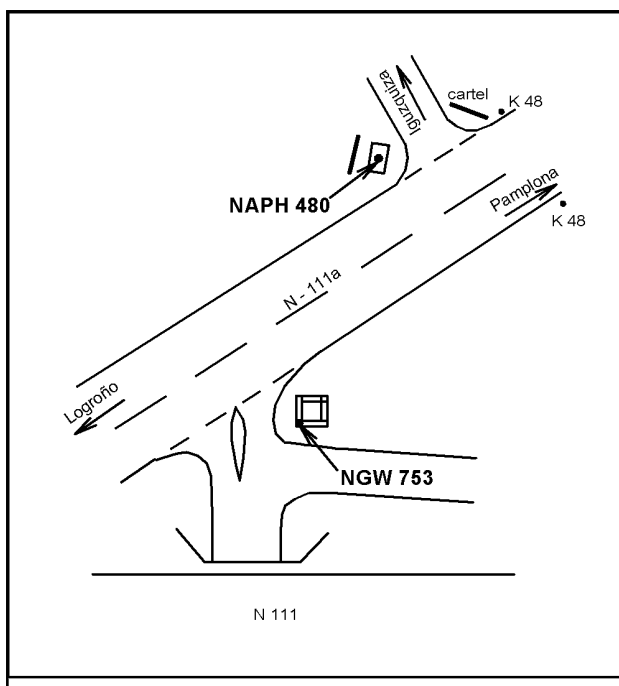 Iguzquiza
cartel
K 48
NAPH 480
Pamplona
K 48
N - 111a
Logroño
NGW 753
N 111